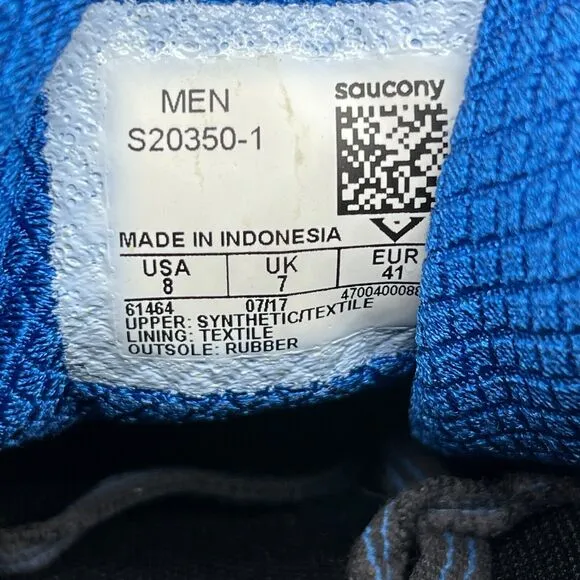 saucony
MEN
S20350-1
MADE IN INDONESIA
USA UK EUR
8 7 41
61464 07/17
UPPER: SYNTHETIC/TEXTILE
LINING: TEXTILE
OUTSOLE: RUBBER